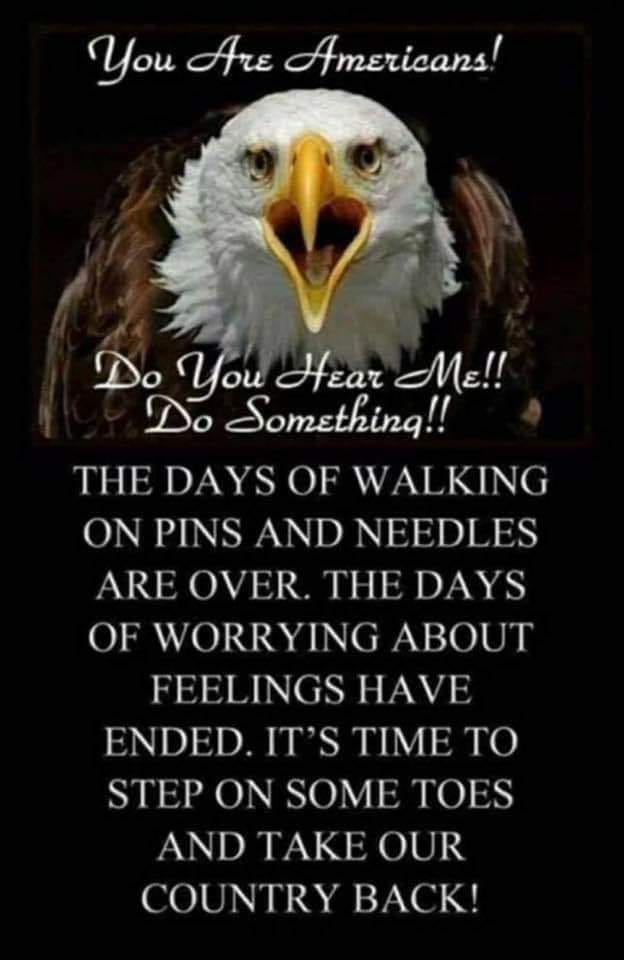 You Are Americans!
Do You Hear Me!!
Do Something!!
THE DAYS OF WALKING
ON PINS AND NEEDLES
ARE OVER. THE DAYS
OF WORRYING ABOUT
FEELINGS HAVE
ENDED. IT'S TIME TO
STEP ON SOME TOES
AND TAKE OUR
COUNTRY BACK!